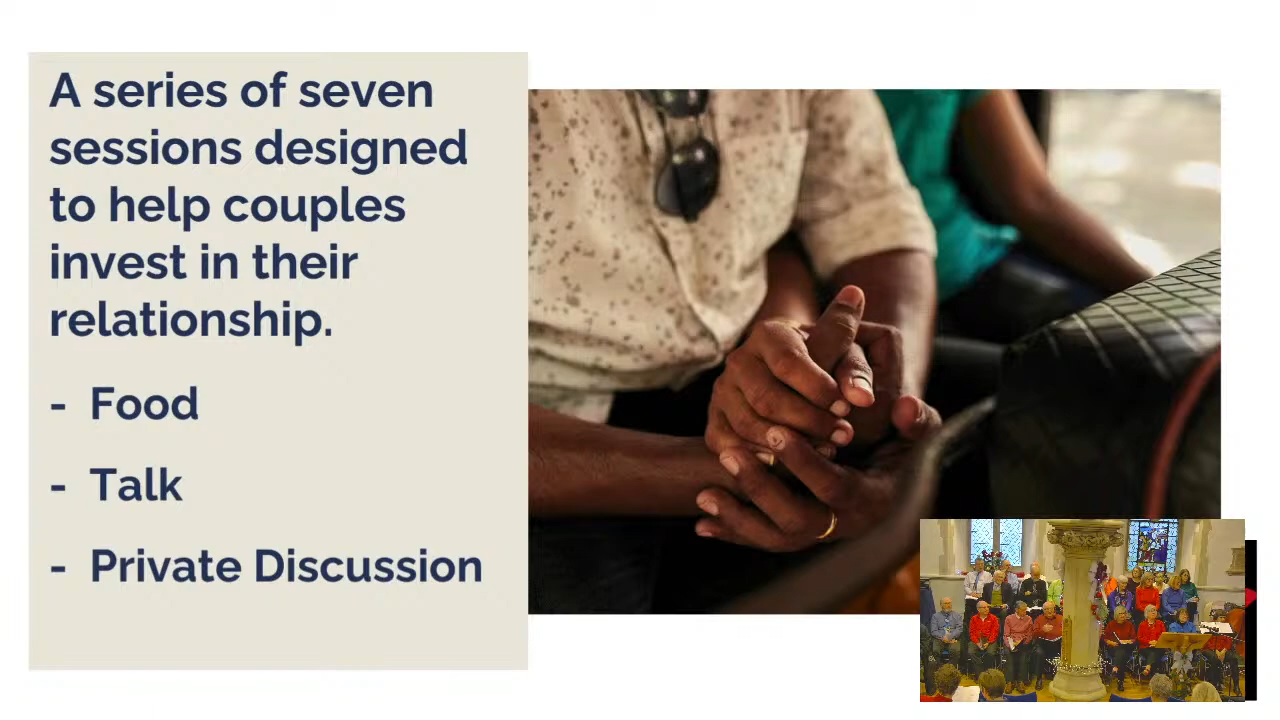 A series of seven
sessions designed
to help couples
invest in their
relationship.
- Food
- Talk
- Private Discussion